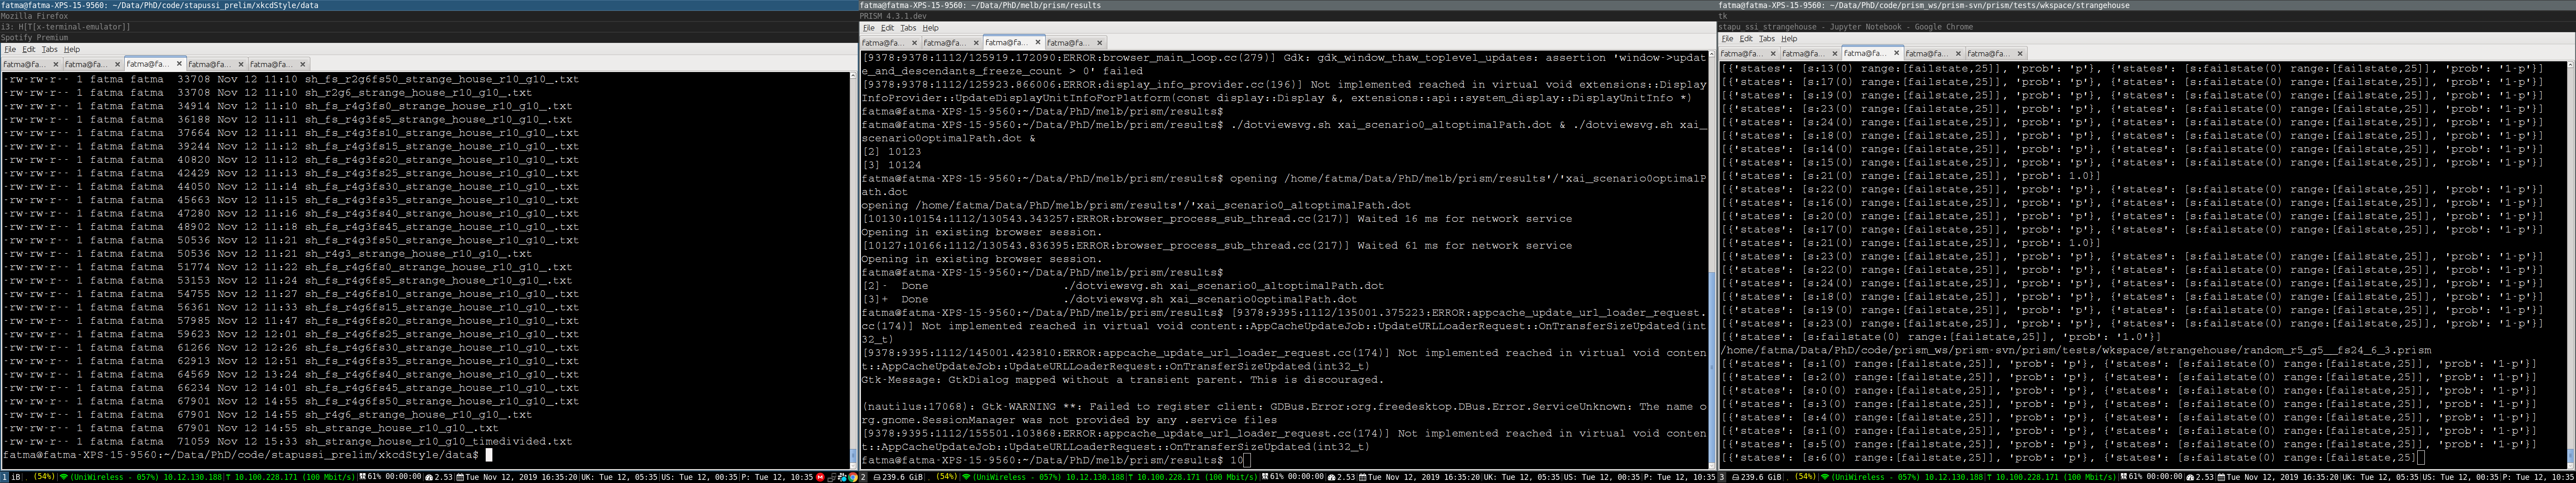 fatma@fatma-XPS-15-9560: ~/Data/PhD/code/stapussi_prelim/xkcdStyle/data
Mozilla Firefox
i3: H[T[x-terminal-emulator]]
Spotify Premium
File Edit Tabs Help
fatma@fa... × fatma@fa... × fatma@fa... × fatma@fa... × fatma@fa... ×
-rw-rw-r-- 1 fatma fatma 33708 Nov 12 11:10 sh_fs_r2g6fs50_strange_house_r10_g10_.txt
-rw-rw-r-- 1 fatma fatma 33708 Nov 12 11:10 sh_r2g6_strange_house_r10_g10_.txt
-rw-rw-r-- 1 fatma fatma 34914 Nov 12 11:10 sh_fs_r4g3fs0_strange_house_r10_g10_.txt
-rw-rw-r-- 1 fatma fatma 36188 Nov 12 11:11 sh_fs_r4g3fs5_strange_house_r10_g10_.txt
-rw-rw-r-- 1 fatma fatma 37664 Nov 12 11:11 sh_fs_r4g3fs10_strange_house_r10_g10_.txt
-rw-rw-r-- 1 fatma fatma 39244 Nov 12 11:12 sh_fs_r4g3fs15_strange_house_r10_g10_.txt
-rw-rw-r-- 1 fatma fatma 40820 Nov 12 11:12 sh_fs_r4g3fs20_strange_house_r10_g10_.txt
-rw-rw-r-- 1 fatma fatma 42429 Nov 12 11:13 sh_fs_r4g3fs25_strange_house_r10_g10_.txt
-rw-rw-r-- 1 fatma fatma 44050 Nov 12 11:14 sh_fs_r4g3fs30_strange_house_r10_g10_.txt
-rw-rw-r-- 1 fatma fatma 45663 Nov 12 11:15 sh_fs_r4g3fs35_strange_house_r10_g10_.txt
-rw-rw-r-- 1 fatma fatma 47280 Nov 12 11:16 sh_fs_r4g3fs40_strange_house_r10_g10_.txt
-rw-rw-r-- 1 fatma fatma 48902 Nov 12 11:18 sh_fs_r4g3fs45_strange_house_r10_g10_.txt
-rw-rw-r-- 1 fatma fatma 50536 Nov 12 11:21 sh_fs_r4g3fs50_strange_house_r10_g10_.txt
-rw-rw-r-- 1 fatma fatma 50536 Nov 12 11:21 sh_r4g3_strange_house_r10_g10_.txt
-rw-rw-r-- 1 fatma fatma 51774 Nov 12 11:22 sh_fs_r4g6fs0_strange_house_r10_g10_.txt
-rw-rw-r-- 1 fatma fatma 53153 Nov 12 11:24 sh_fs_r4g6fs5_strange_house_r10_g10_.txt
-rw-rw-r-- 1 fatma fatma 54755 Nov 12 11:27 sh_fs_r4g6fs10_strange_house_r10_g10_.txt
-rw-rw-r-- 1 fatma fatma 56361 Nov 12 11:33 sh_fs_r4g6fs15_strange_house_r10_g10_.txt
-rw-rw-r-- 1 fatma fatma 57985 Nov 12 11:47 sh_fs_r4g6fs20_strange_house_r10_g10_.txt
-rw-rw-r-- 1 fatma fatma 59623 Nov 12 12:01 sh_fs_r4g6fs25_strange_house_r10_g10_.txt
-rw-rw-r-- 1 fatma fatma 61266 Nov 12 12:26 sh_fs_r4g6fs30_strange_house_r10_g10_.txt
-rw-rw-r-- 1 fatma fatma 62913 Nov 12 12:51 sh_fs_r4g6fs35_strange_house_r10_g10_.txt
-rw-rw-r-- 1 fatma fatma 64569 Nov 12 13:24 sh_fs_r4g6fs40_strange_house_r10_g10_.txt
-rw-rw-r-- 1 fatma fatma 66234 Nov 12 14:01 sh_fs_r4g6fs45_strange_house_r10_g10_.txt
-rw-rw-r-- 1 fatma fatma 67901 Nov 12 14:55 sh_fs_r4g6fs50_strange_house_r10_g10_.txt
-rw-rw-r-- 1 fatma fatma 67901 Nov 12 14:55 sh_r4g6_strange_house_r10_g10_.txt
-rw-rw-r-- 1 fatma fatma 67901 Nov 12 14:55 sh_strange_house_r10_g10_.txt
-rw-rw-r-- 1 fatma fatma 71059 Nov 12 15:33 sh_strange_house_r10_g10_timedivided.txt
fatma@fatma-XPS-15-9560:~/Data/PhD/code/stapussi_prelim/xkcdStyle/data$
1 iB (54%) (UniWireless - 057%) 10.12.130.188 T 10.100.228.171 (100 Mbit/s) 61% 00:00:00 2.53 Tue Nov 12, 2019 16:35:20 UK: Tue 12, 05:35 US: Tue 12, 00:35 P: Tue 12, 10:35
fatma@fatma-XPS-15-9560: ~/Data/PhD/melb/prism/results
PRISM 4.3.1.dev
File Edit Tabs Help
fatma@fa... × fatma@fa... × fatma@fa... × fatma@fa... ×
[9378:9378:1112/125919.172090:ERROR:browser_main_loop.cc(279)] Gdk: gdk_window_thaw_toplevel_updates: assertion 'window->updat
e_and_descendants_freeze_count > 0' failed
[9378:9378:1112/125923.866006:ERROR:display_info_provider.cc(196)] Not implemented reached in virtual void extensions::Display
InfoProvider::UpdateDisplayUnitInfoForPlatform(const display::Display &, extensions::api::system_display::DisplayUnitInfo *)
fatma@fatma-XPS-15-9560:~/Data/PhD/melb/prism/results$
fatma@fatma-XPS-15-9560:~/Data/PhD/melb/prism/results$ ./dotviewsvg.sh xai_scenario0_altoptimalPath.dot & ./dotviewsvg.sh xai_
scenario0optimalPath.dot &
[2] 10123
[3] 10124
fatma@fatma-XPS-15-9560:~/Data/PhD/melb/prism/results$ opening /home/fatma/Data/PhD/melb/prism/results'/'xai_scenario0optimalP
ath.dot
opening /home/fatma/Data/PhD/melb/prism/results'/'xai_scenario0_altoptimalPath.dot
[10130:10154:1112/130543.343257:ERROR:browser_process_sub_thread.cc(217)] Waited 16 ms for network service
Opening in existing browser session.
[10127:10166:1112/130543.836395:ERROR:browser_process_sub_thread.cc(217)] Waited 61 ms for network service
Opening in existing browser session.
fatma@fatma-XPS-15-9560:~/Data/PhD/melb/prism/results$
[2]- Done ./dotviewsvg.sh xai_scenario0_altoptimalPath.dot
[3]+ Done ./dotviewsvg.sh xai_scenario0optimalPath.dot
fatma@fatma-XPS-15-9560:~/Data/PhD/melb/prism/results$ [9378:9395:1112/135001.375223:ERROR:appcache_update_url_loader_request.
cc(174)] Not implemented reached in virtual void content::AppCacheUpdateJob::UpdateURLLoaderRequest::OnTransferSizeUpdated(int
32_t)
[9378:9395:1112/145001.423810:ERROR:appcache_update_url_loader_request.cc(174)] Not implemented reached in virtual void conten
t::AppCacheUpdateJob::UpdateURLLoaderRequest::OnTransferSizeUpdated(int32_t)
Gtk-Message: GtkDialog mapped without a transient parent. This is discouraged.
(nautilus:17068): Gtk-WARNING **: Failed to register client: GDBus.Error:org.freedesktop.DBus.Error.ServiceUnknown: The name o
rg.gnome.SessionManager was not provided by any .service files
[9378:9395:1112/155501.103868:ERROR:appcache_update_url_loader_request.cc(174)] Not implemented reached in virtual void conten
t::AppCacheUpdateJob::UpdateURLLoaderRequest::OnTransferSizeUpdated(int32_t)
fatma@fatma-XPS-15-9560:~/Data/PhD/melb/prism/results$ 10
2 239.6 GiB (54%) (UniWireless - 057%) 10.12.130.188 T 10.100.228.171 (100 Mbit/s) 61% 00:00:00 2.53 Tue Nov 12, 2019 16:35:20 UK: Tue 12, 05:35 US: Tue 12, 00:35 P: Tue 12, 10:35
fatma@fatma-XPS-15-9560: ~/Data/PhD/code/prism_ws/prism-svn/prism/tests/wkspace/strangehouse
tk
stapu_ssi_strangehouse - Jupyter Notebook - Google Chrome
File Edit Tabs Help
fatma@fa... × fatma@fa... × fatma@fa... × fatma@fa... × fatma@fa... ×
[{'states': [s:13(0) range:[failstate,25]], 'prob': 'p'}, {'states': [s:failstate(0) range:[failstate,25]], 'prob': '1-p'}]
[{'states': [s:17(0) range:[failstate,25]], 'prob': 'p'}, {'states': [s:failstate(0) range:[failstate,25]], 'prob': '1-p'}]
[{'states': [s:19(0) range:[failstate,25]], 'prob': 'p'}, {'states': [s:failstate(0) range:[failstate,25]], 'prob': '1-p'}]
[{'states': [s:23(0) range:[failstate,25]], 'prob': 'p'}, {'states': [s:failstate(0) range:[failstate,25]], 'prob': '1-p'}]
[{'states': [s:24(0) range:[failstate,25]], 'prob': 'p'}, {'states': [s:failstate(0) range:[failstate,25]], 'prob': '1-p'}]
[{'states': [s:18(0) range:[failstate,25]], 'prob': 'p'}, {'states': [s:failstate(0) range:[failstate,25]], 'prob': '1-p'}]
[{'states': [s:14(0) range:[failstate,25]], 'prob': 'p'}, {'states': [s:failstate(0) range:[failstate,25]], 'prob': '1-p'}]
[{'states': [s:15(0) range:[failstate,25]], 'prob': 'p'}, {'states': [s:failstate(0) range:[failstate,25]], 'prob': '1-p'}]
[{'states': [s:21(0) range:[failstate,25]], 'prob': 1.0}]
[{'states': [s:22(0) range:[failstate,25]], 'prob': 'p'}, {'states': [s:failstate(0) range:[failstate,25]], 'prob': '1-p'}]
[{'states': [s:16(0) range:[failstate,25]], 'prob': 'p'}, {'states': [s:failstate(0) range:[failstate,25]], 'prob': '1-p'}]
[{'states': [s:20(0) range:[failstate,25]], 'prob': 'p'}, {'states': [s:failstate(0) range:[failstate,25]], 'prob': '1-p'}]
[{'states': [s:17(0) range:[failstate,25]], 'prob': 'p'}, {'states': [s:failstate(0) range:[failstate,25]], 'prob': '1-p'}]
[{'states': [s:21(0) range:[failstate,25]], 'prob': 1.0}]
[{'states': [s:23(0) range:[failstate,25]], 'prob': 'p'}, {'states': [s:failstate(0) range:[failstate,25]], 'prob': '1-p'}]
[{'states': [s:22(0) range:[failstate,25]], 'prob': 'p'}, {'states': [s:failstate(0) range:[failstate,25]], 'prob': '1-p'}]
[{'states': [s:24(0) range:[failstate,25]], 'prob': 'p'}, {'states': [s:failstate(0) range:[failstate,25]], 'prob': '1-p'}]
[{'states': [s:18(0) range:[failstate,25]], 'prob': 'p'}, {'states': [s:failstate(0) range:[failstate,25]], 'prob': '1-p'}]
[{'states': [s:19(0) range:[failstate,25]], 'prob': 'p'}, {'states': [s:failstate(0) range:[failstate,25]], 'prob': '1-p'}]
[{'states': [s:23(0) range:[failstate,25]], 'prob': 'p'}, {'states': [s:failstate(0) range:[failstate,25]], 'prob': '1-p'}]
[{'states': [s:failstate(0) range:[failstate,25]], 'prob': '1.0'}]
/home/fatma/Data/PhD/code/prism_ws/prism-svn/prism/tests/wkspace/strangehouse/random_r5_g5__fs24_6_3.prism
[{'states': [s:1(0) range:[failstate,25]], 'prob': 'p'}, {'states': [s:failstate(0) range:[failstate,25]], 'prob': '1-p'}]
[{'states': [s:2(0) range:[failstate,25]], 'prob': 'p'}, {'states': [s:failstate(0) range:[failstate,25]], 'prob': '1-p'}]
[{'states': [s:0(0) range:[failstate,25]], 'prob': 'p'}, {'states': [s:failstate(0) range:[failstate,25]], 'prob': '1-p'}]
[{'states': [s:3(0) range:[failstate,25]], 'prob': 'p'}, {'states': [s:failstate(0) range:[failstate,25]], 'prob': '1-p'}]
[{'states': [s:4(0) range:[failstate,25]], 'prob': 'p'}, {'states': [s:failstate(0) range:[failstate,25]], 'prob': '1-p'}]
[{'states': [s:1(0) range:[failstate,25]], 'prob': 'p'}, {'states': [s:failstate(0) range:[failstate,25]], 'prob': '1-p'}]
[{'states': [s:5(0) range:[failstate,25]], 'prob': 'p'}, {'states': [s:failstate(0) range:[failstate,25]], 'prob': '1-p'}]
[{'states': [s:6(0) range:[failstate,25]], 'prob': 'p'}, {'states': [s:failstate(0) range:[failstate,25]
3 239.6 GiB (54%) (UniWireless - 057%) 10.12.130.188 T 10.100.228.171 (100 Mbit/s) 61% 00:00:00 2.53 Tue Nov 12, 2019 16:35:20 UK: Tue 12, 05:35 US: Tue 12, 00:35 P: Tue 12, 10:35